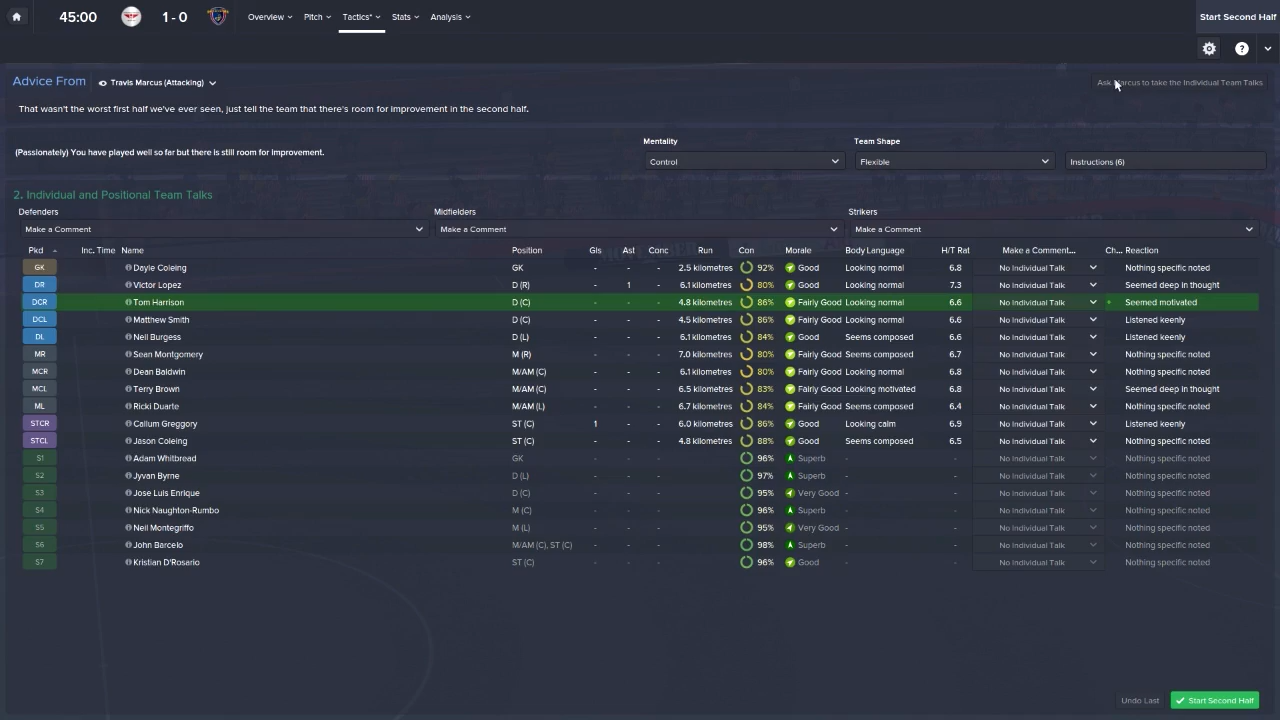 45:00 1 - 0 Overview Pitch Tactics* Stats Analysis Start Second Half
?
Advice From Travis Marcus (Attacking) Ask Marcus to take the Individual Team Talks
That wasn't the worst first half we've ever seen, just tell the team that there's room for improvement in the second half.
Mentality Team Shape
(Passionately) You have played well so far but there is still room for improvement.
Control Flexible Instructions (6)
2. Individual and Positional Team Talks
Defenders Midfielders Strikers
Make a Comment Make a Comment Make a Comment
Pkd Inc. Time Name Position Gls Ast Conc Run Con Morale Body Language H/T Rat Make a Comment... Ch... Reaction
GK Dayle Coleing GK - - - 2.5 kilometres 92% Good Looking normal 6.8 No Individual Talk Nothing specific noted
DR Victor Lopez D (R) - 1 - 6.1 kilometres 80% Good Looking normal 7.3 No Individual Talk Seemed deep in thought
DCR Tom Harrison D (C) - - - 4.8 kilometres 86% Fairly Good Looking normal 6.6 No Individual Talk + Seemed motivated
DCL Matthew Smith D (C) - - - 4.5 kilometres 86% Fairly Good Looking normal 6.6 No Individual Talk Listened keenly
DL Neil Burgess D (L) - - - 6.1 kilometres 84% Good Seems composed 6.6 No Individual Talk Listened keenly
MR Sean Montgomery M (R) - - - 7.0 kilometres 80% Fairly Good Seems composed 6.7 No Individual Talk Nothing specific noted
MCR Dean Baldwin M/AM (C) - - - 6.1 kilometres 80% Fairly Good Looking normal 6.8 No Individual Talk Nothing specific noted
MCL Terry Brown M/AM (C) - - - 6.5 kilometres 83% Fairly Good Looking motivated 6.8 No Individual Talk Seemed deep in thought
ML Ricki Duarte M/AM (L) - - - 6.7 kilometres 84% Fairly Good Seems composed 6.4 No Individual Talk Nothing specific noted
STCR Callum Greggory ST (C) 1 - - 6.0 kilometres 86% Good Looking calm 6.9 No Individual Talk Listened keenly
STCL Jason Coleing ST (C) - - - 4.8 kilometres 88% Good Seems composed 6.5 No Individual Talk Nothing specific noted
S1 Adam Whitbread GK - - - 96% Superb - - No Individual Talk Nothing specific noted
S2 Jyvan Byrne D (L) - - - 97% Superb - - No Individual Talk Nothing specific noted
S3 Jose Luis Enrique D (C) - - - 95% Very Good - - No Individual Talk Nothing specific noted
S4 Nick Naughton-Rumbo M (C) - - - 96% Superb - - No Individual Talk Nothing specific noted
S5 Neil Montegriffo M (L) - - - 95% Very Good - - No Individual Talk Nothing specific noted
S6 John Barcelo M/AM (C), ST (C) - - - 98% Superb - - No Individual Talk Nothing specific noted
S7 Kristian D'Rosario ST (C) - - - 96% Good - - No Individual Talk Nothing specific noted
Undo Last Start Second Half